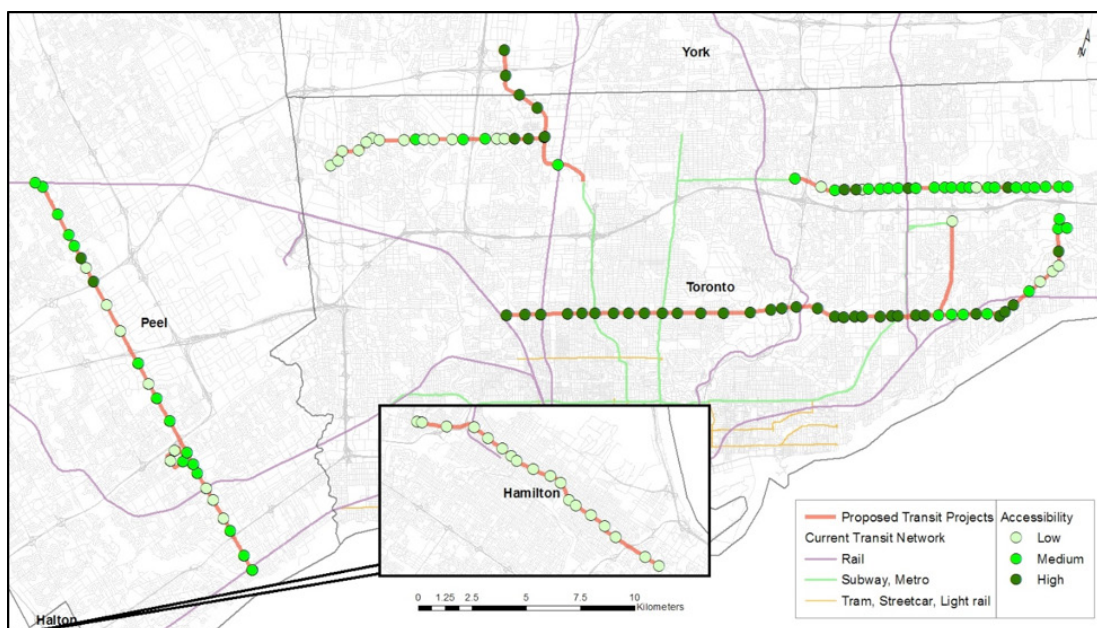 York
N
Toronto
Peel
Hamilton
Halton
Proposed Transit Projects
Current Transit Network
Rail
Subway, Metro
Tram, Streetcar, Light rail
Accessibility
Low
Medium
High
0 1.25 2.5 5 7.5 10
Kilometers